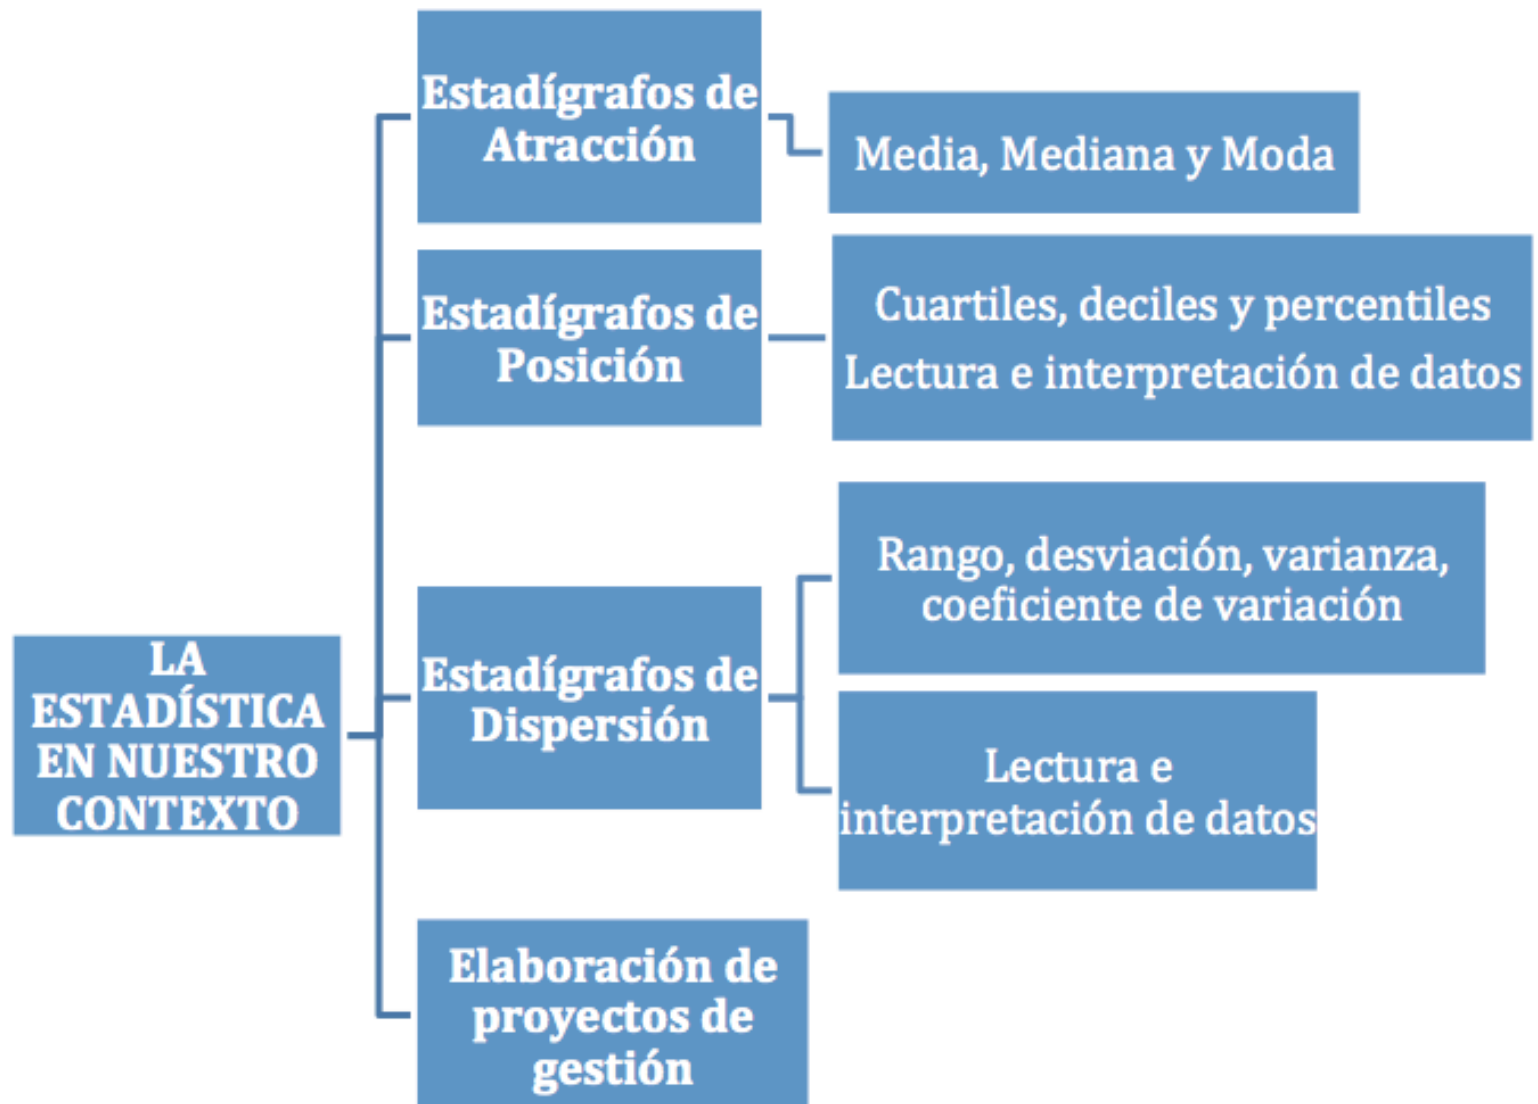 LA
ESTADÍSTICA
EN NUESTRO
CONTEXTO
Estadígrafos de
Atracción
Media, Mediana y Moda
Estadígrafos de
Posición
Cuartiles, deciles y percentiles
Lectura e interpretación de datos
Estadígrafos de
Dispersión
Rango, desviación, varianza,
coeficiente de variación
Lectura e
interpretación de datos
Elaboración de
proyectos de
gestión